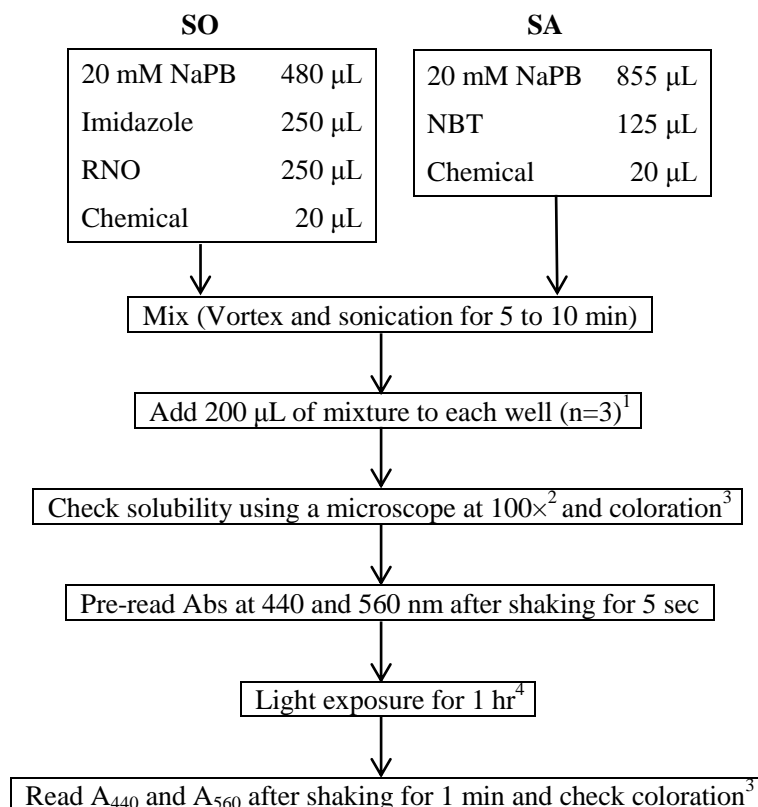 SO
20 mM NaPB 480 μL
Imidazole 250 μL
RNO 250 μL
Chemical 20 μL
SA
20 mM NaPB 855 μL
NBT 125 μL
Chemical 20 μL
Mix (Vortex and sonication for 5 to 10 min)
Add 200 μL of mixture to each well (n=3)¹
Check solubility using a microscope at 100×² and coloration³
Pre-read Abs at 440 and 560 nm after shaking for 5 sec
Light exposure for 1 hr⁴
Read A₄₄₀ and A₅₆₀ after shaking for 1 min and check coloration³